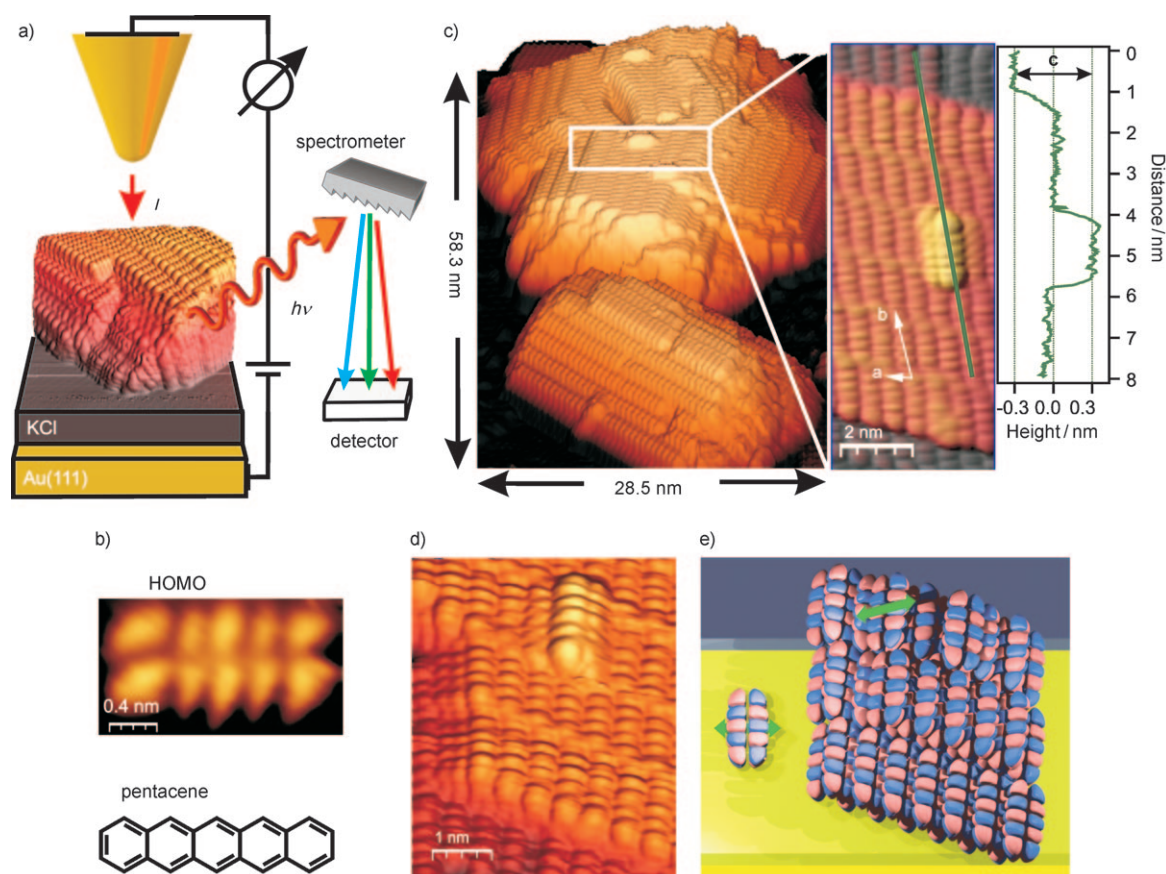 a)
I
spectrometer
hν
detector
KCl
Au(111)
b)
HOMO
0.4 nm
pentacene
c)
58.3 nm
28.5 nm
b
a
2 nm
c
0
1
2
3
4
5
6
7
8
Distance / nm
-0.3 0.0 0.3
Height / nm
d)
1 nm
e)